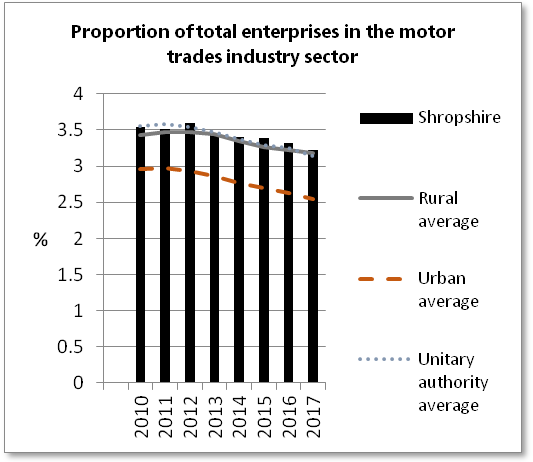 Proportion of total enterprises in the motor
trades industry sector
4
3.5
3
2.5
2
1.5
1
0.5
0
%
2010
2011
2012
2013
2014
2015
2016
2017
Shropshire
Rural
average
Urban
average
Unitary
authority
average